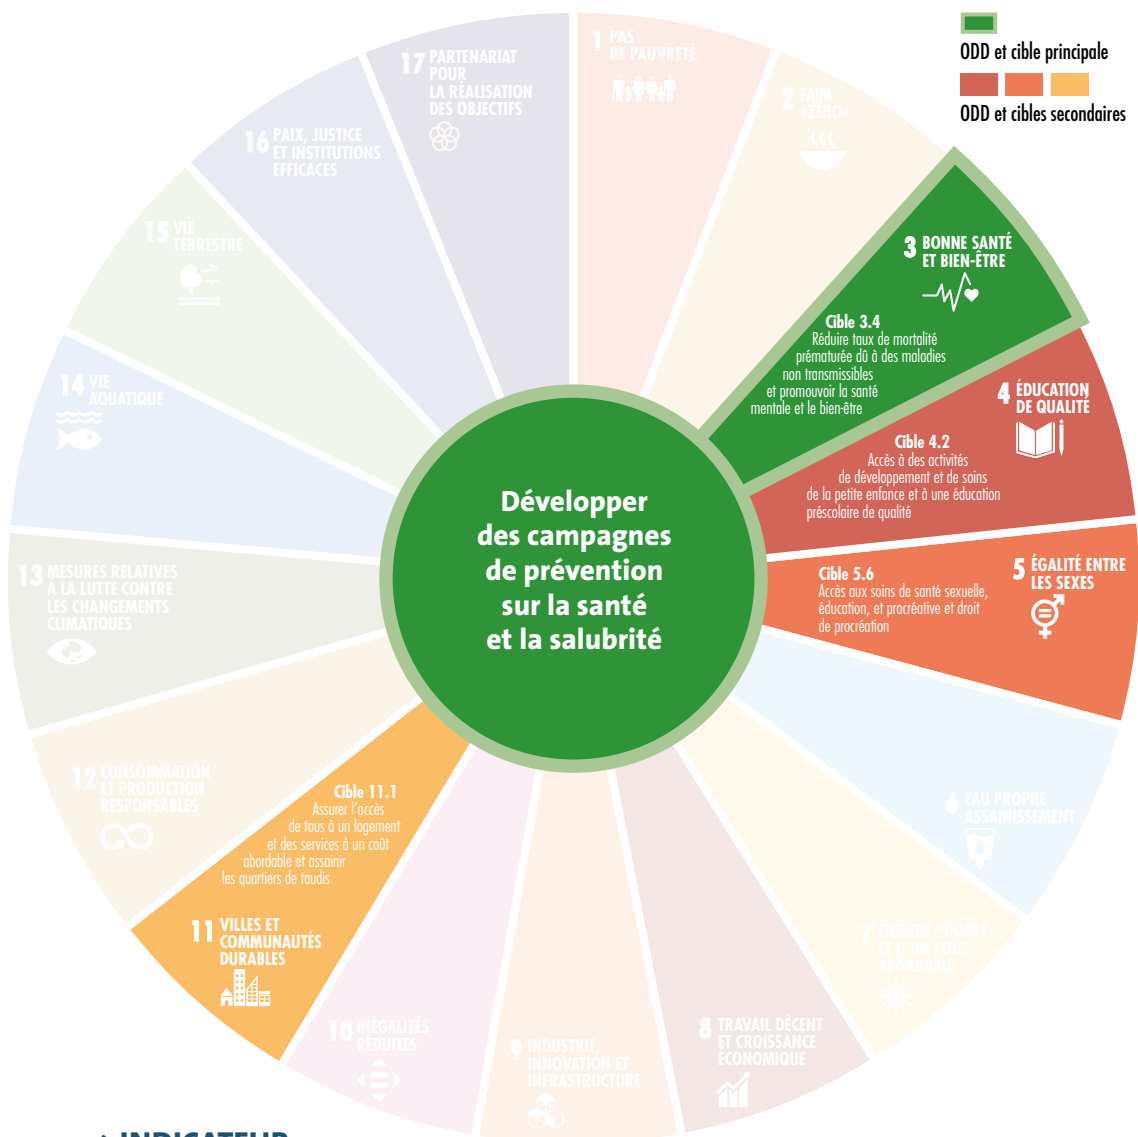 ODD et cible principale
ODD et cibles secondaires
1 PAS
DE PAUVRETÉ
2 FAIM
«ZERO»
3 BONNE SANTÉ
ET BIEN-ÊTRE
Cible 3.4
Réduire taux de mortalité
prématurée dû à des maladies
non transmissibles
et promouvoir la santé
mentale et le bien-être
4 ÉDUCATION
DE QUALITÉ
Cible 4.2
Accès à des activités
de développement et de soins
de la petite enfance et à une éducation
préscolaire de qualité
5 ÉGALITÉ ENTRE
LES SEXES
Cible 5.6
Accès aux soins de santé sexuelle,
éducation, et procréative et droit
de procréation
6 EAU PROPRE
ASSAINISSEMENT
7 ÉNERGIE PROPRE
ET D'UN COÛT
ABORDABLE
8 TRAVAIL DÉCENT
ET CROISSANCE
ÉCONOMIQUE
9 INDUSTRIE,
INNOVATION ET
INFRASTRUCTURE
10 INÉGALITÉS
RÉDUITES
Cible 11.1
Assurer l'accès
de tous à un logement
et des services à un coût
abordable et assainir
les quartiers de taudis
11 VILLES ET
COMMUNAUTÉS
DURABLES
12 CONSOMMATION
ET PRODUCTION
RESPONSABLES
13 MESURES RELATIVES
À LA LUTTE CONTRE
LES CHANGEMENTS
CLIMATIQUES
14 VIE
AQUATIQUE
15 VIE
TERRESTRE
16 PAIX, JUSTICE
ET INSTITUTIONS
EFFICACES
17 PARTENARIAT
POUR
LA RÉALISATION
DES OBJECTIFS
Développer
des campagnes
de prévention
sur la santé
et la salubrité
INDICATEUR